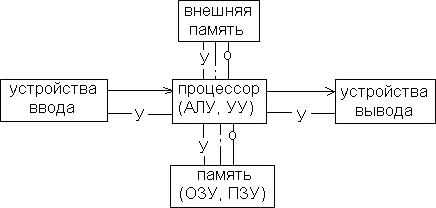 внешняя
память
У
О
устройства
ввода
процессор
(АЛУ, УУ)
устройства
вывода
У
У
У
О
память
(ОЗУ, ПЗУ)